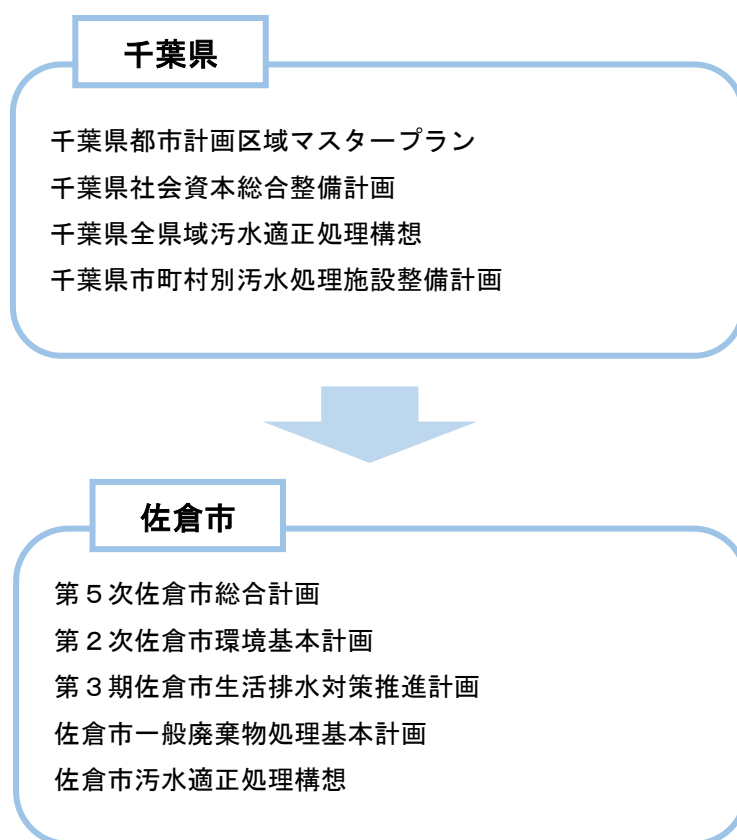 千葉県
千葉県都市計画区域マスタープラン
千葉県社会資本総合整備計画
千葉県全県域汚水適正処理構想
千葉県市町村別汚水処理施設整備計画
佐倉市
第５次佐倉市総合計画
第２次佐倉市環境基本計画
第３期佐倉市生活排水対策推進計画
佐倉市一般廃棄物処理基本計画
佐倉市汚水適正処理構想